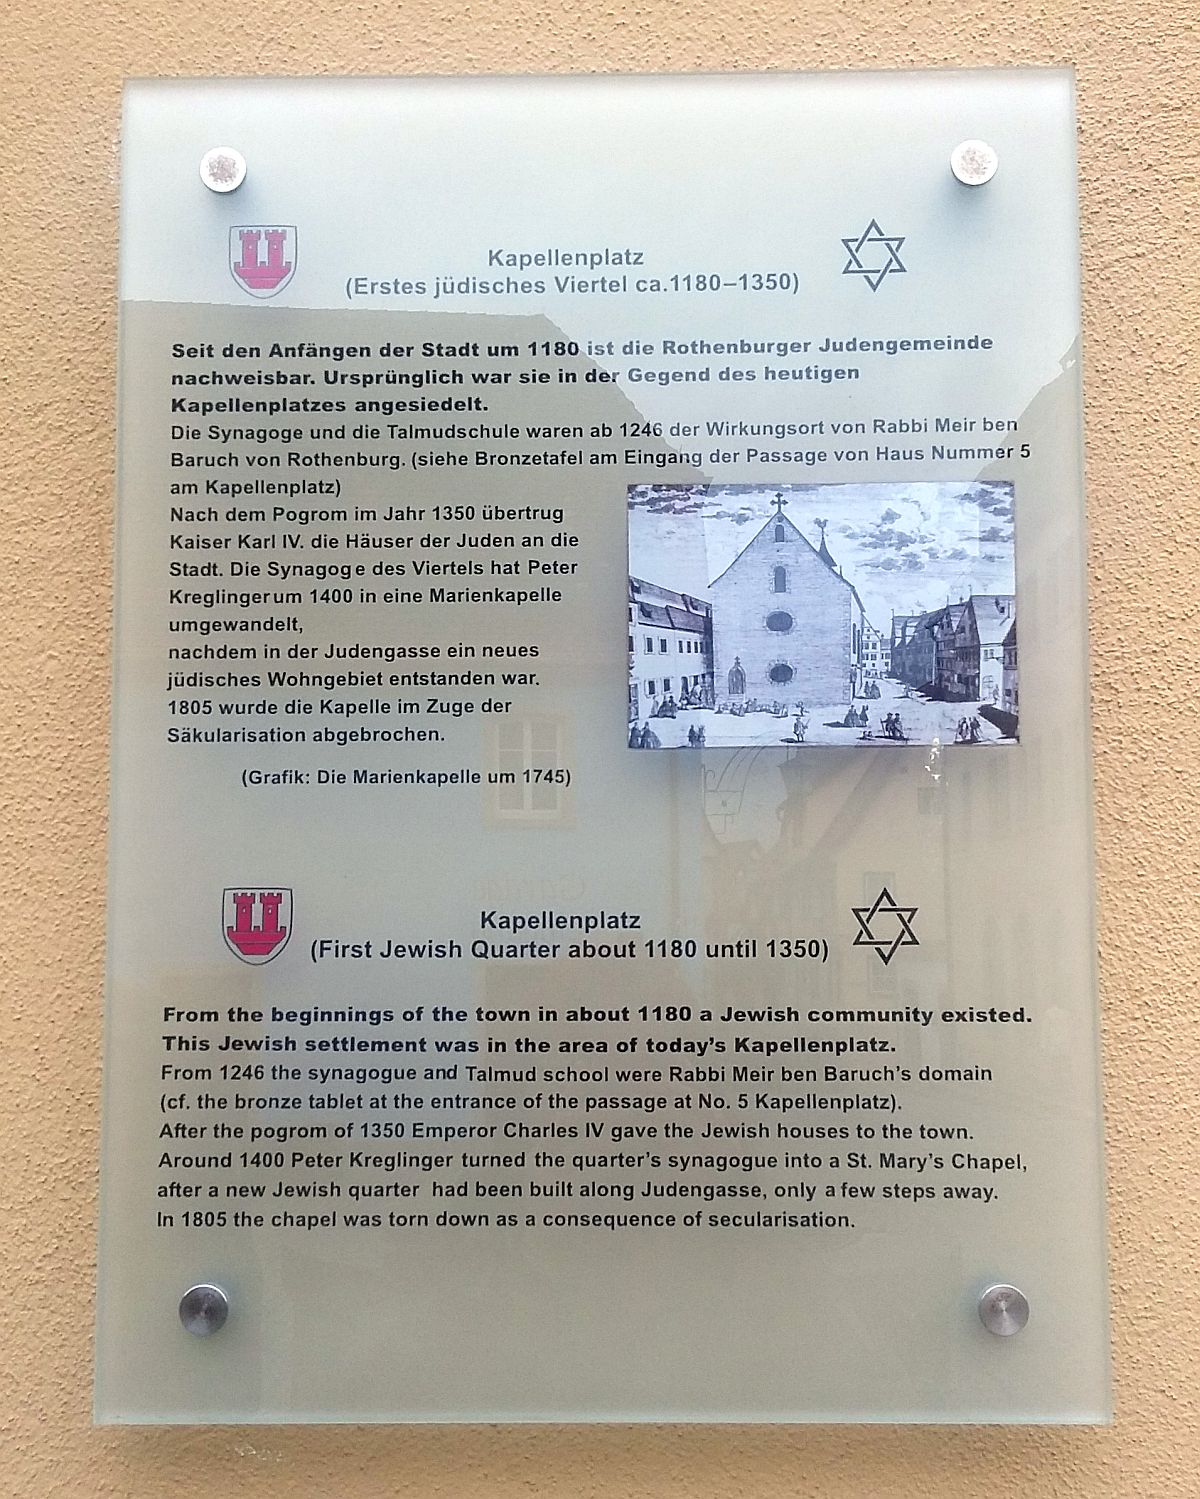 Kapellenplatz
(Erstes jüdisches Viertel ca.1180–1350)
Seit den Anfängen der Stadt um 1180 ist die Rothenburger Judengemeinde
nachweisbar. Ursprünglich war sie in der Gegend des heutigen
Kapellenplatzes angesiedelt.
Die Synagoge und die Talmudschule waren ab 1246 der Wirkungsort von Rabbi Meir ben
Baruch von Rothenburg. (siehe Bronzetafel am Eingang der Passage von Haus Nummer 5
am Kapellenplatz)
Nach dem Pogrom im Jahr 1350 übertrug
Kaiser Karl IV. die Häuser der Juden an die
Stadt. Die Synagoge des Viertels hat Peter
Kreglinger um 1400 in eine Marienkapelle
umgewandelt,
nachdem in der Judengasse ein neues
jüdisches Wohngebiet entstanden war.
1805 wurde die Kapelle im Zuge der
Säkularisation abgebrochen.
(Grafik: Die Marienkapelle um 1745)
Kapellenplatz
(First Jewish Quarter about 1180 until 1350)
From the beginnings of the town in about 1180 a Jewish community existed.
This Jewish settlement was in the area of today's Kapellenplatz.
From 1246 the synagogue and Talmud school were Rabbi Meir ben Baruch's domain
(cf. the bronze tablet at the entrance of the passage at No. 5 Kapellenplatz).
After the pogrom of 1350 Emperor Charles IV gave the Jewish houses to the town.
Around 1400 Peter Kreglinger turned the quarter's synagogue into a St. Mary's Chapel,
after a new Jewish quarter had been built along Judengasse, only a few steps away.
In 1805 the chapel was torn down as a consequence of secularisation.